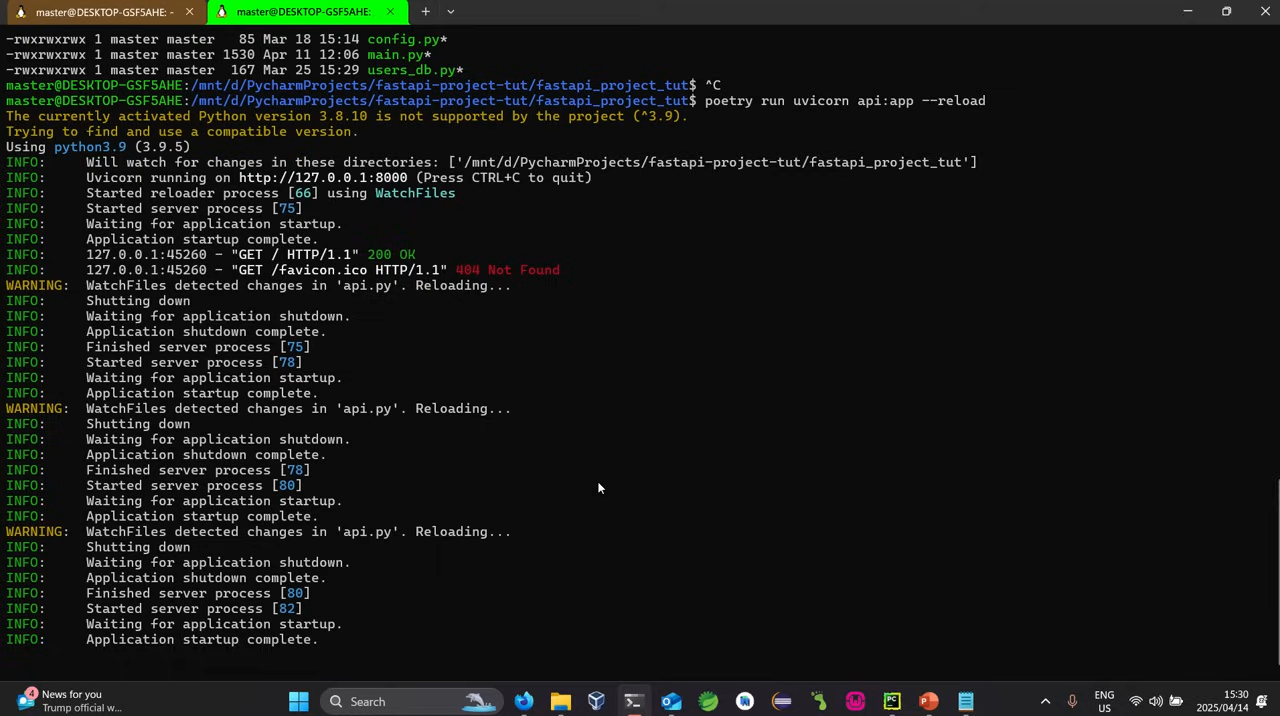 master@DESKTOP-GSF5AHE: -
master@DESKTOP-GSF5AHE:
-rwxrwxrwx 1 master master   85 Mar 18 15:14 config.py*
-rwxrwxrwx 1 master master 1530 Apr 11 12:06 main.py*
-rwxrwxrwx 1 master master  167 Mar 25 15:29 users_db.py*
master@DESKTOP-GSF5AHE:/mnt/d/PycharmProjects/fastapi-project-tut/fastapi_project_tut$ ^C
master@DESKTOP-GSF5AHE:/mnt/d/PycharmProjects/fastapi-project-tut/fastapi_project_tut$ poetry run uvicorn api:app --reload
The currently activated Python version 3.8.10 is not supported by the project (^3.9).
Trying to find and use a compatible version.
Using python3.9 (3.9.5)
INFO:     Will watch for changes in these directories: ['/mnt/d/PycharmProjects/fastapi-project-tut/fastapi_project_tut']
INFO:     Uvicorn running on http://127.0.0.1:8000 (Press CTRL+C to quit)
INFO:     Started reloader process [66] using WatchFiles
INFO:     Started server process [75]
INFO:     Waiting for application startup.
INFO:     Application startup complete.
INFO:     127.0.0.1:45260 - "GET / HTTP/1.1" 200 OK
INFO:     127.0.0.1:45260 - "GET /favicon.ico HTTP/1.1" 404 Not Found
WARNING:  WatchFiles detected changes in 'api.py'. Reloading...
INFO:     Shutting down
INFO:     Waiting for application shutdown.
INFO:     Application shutdown complete.
INFO:     Finished server process [75]
INFO:     Started server process [78]
INFO:     Waiting for application startup.
INFO:     Application startup complete.
WARNING:  WatchFiles detected changes in 'api.py'. Reloading...
INFO:     Shutting down
INFO:     Waiting for application shutdown.
INFO:     Application shutdown complete.
INFO:     Finished server process [78]
INFO:     Started server process [80]
INFO:     Waiting for application startup.
INFO:     Application startup complete.
WARNING:  WatchFiles detected changes in 'api.py'. Reloading...
INFO:     Shutting down
INFO:     Waiting for application shutdown.
INFO:     Application shutdown complete.
INFO:     Finished server process [80]
INFO:     Started server process [82]
INFO:     Waiting for application startup.
INFO:     Application startup complete.
4
News for you
Trump official w...
Search
PC
ENG
US
15:30
2025/04/14